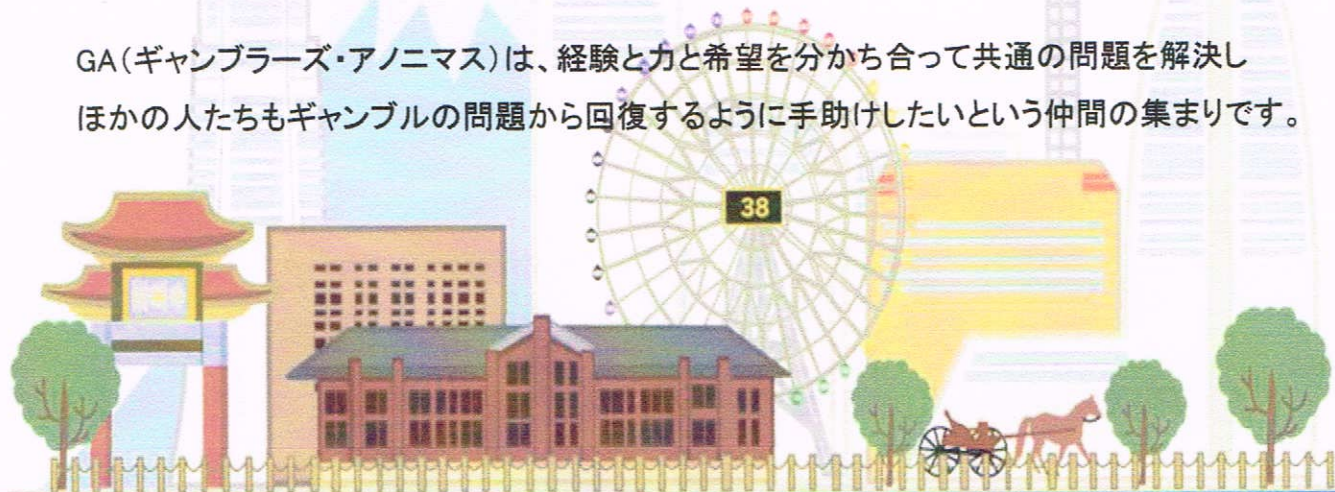 GA(ギャンブラーズ・アノニマス)は、経験と力と希望を分かち合って共通の問題を解決し
ほかの人たちもギャンブルの問題から回復するように手助けしたいという仲間の集まりです。
38